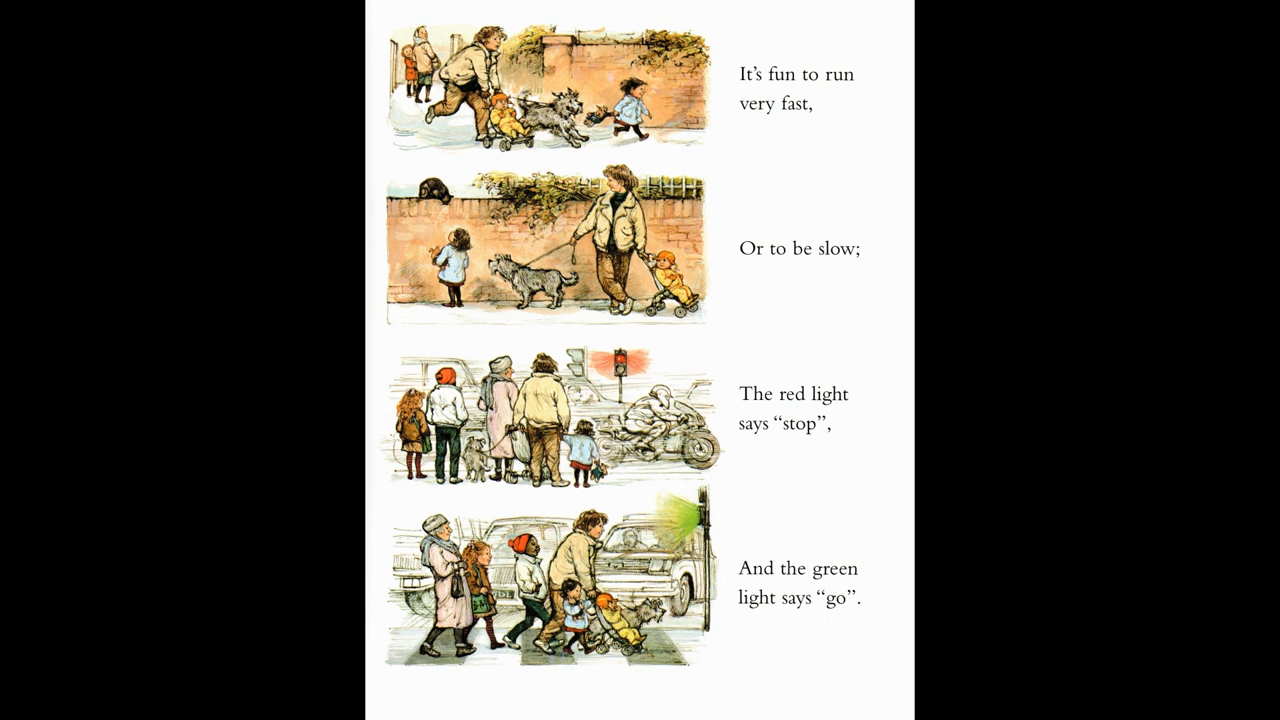 It’s fun to run
very fast,
Or to be slow;
The red light
says “stop”,
And the green
light says “go”.